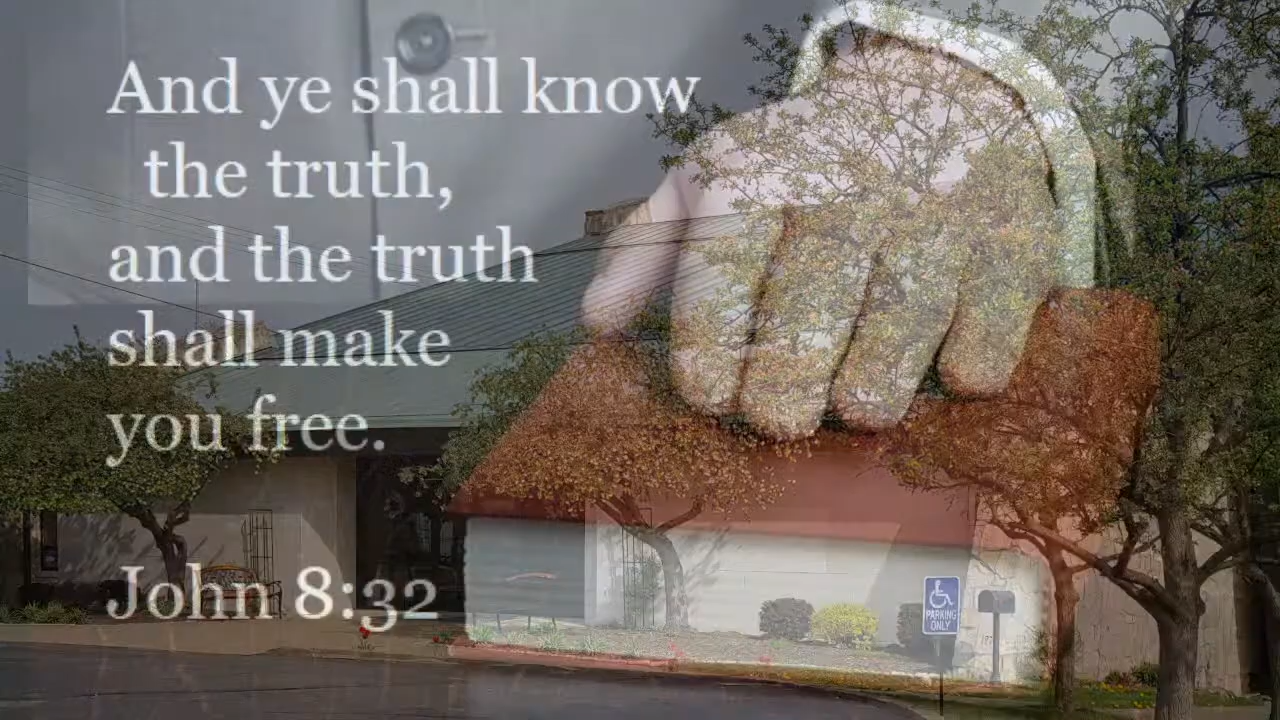 And ye shall know
the truth,
and the truth
shall make
you free.
John 8:32
PARKING
ONLY